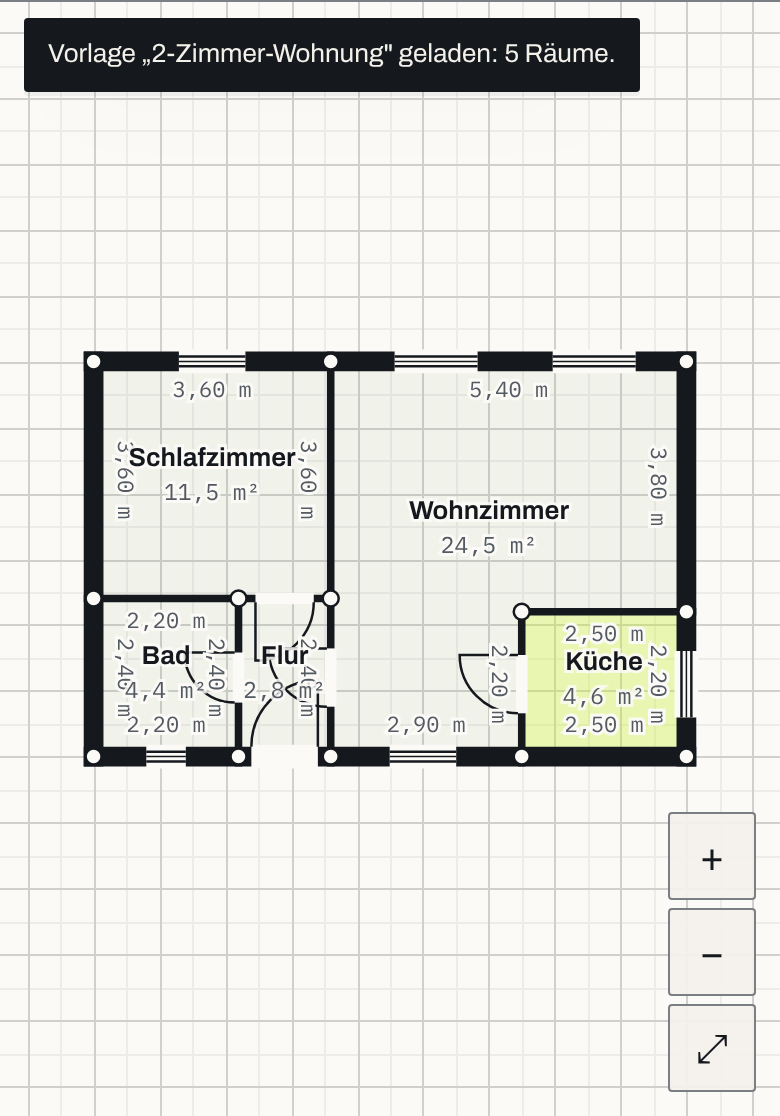 Vorlage „2-Zimmer-Wohnung" geladen: 5 Räume.
3,60 m
5,40 m
3,60 m
Schlafzimmer
3,60 m
11,5 m²
3,80 m
Wohnzimmer
24,5 m²
2,20 m
2,40 m
Bad
2,40 m
4,4 m²
2,20 m
Flur
2,40 m
2,8 m²
2,20 m
2,90 m
2,50 m
Küche
2,20 m
4,6 m²
2,50 m
+
−